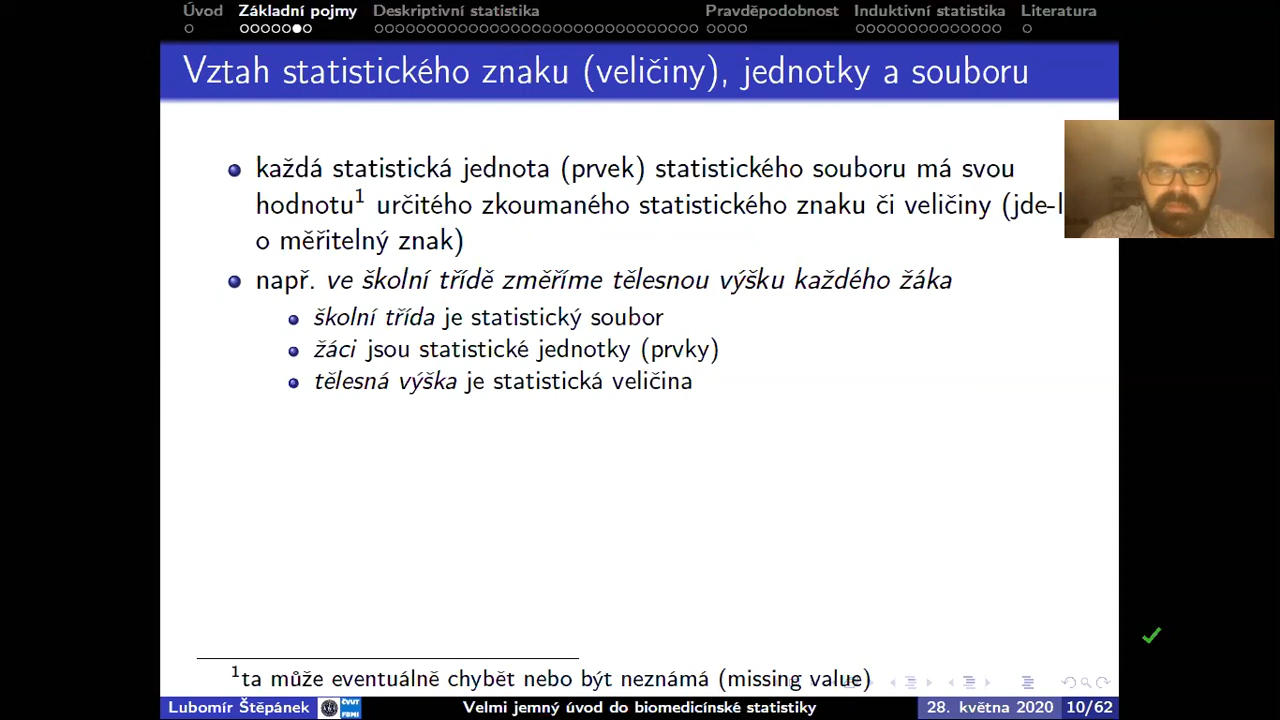 Úvod Základní pojmy Deskriptivní statistika Pravděpodobnost Induktivní statistika Literatura
Vztah statistického znaku (veličiny), jednotky a souboru
každá statistická jednota (prvek) statistického souboru má svou
hodnotu1 určitého zkoumaného statistického znaku či veličiny (jde-l
o měřitelný znak)
např. ve školní třídě změříme tělesnou výšku každého žáka
školní třída je statistický soubor
žáci jsou statistické jednotky (prvky)
tělesná výška je statistická veličina
1ta může eventuálně chybět nebo být neznámá (missing value)
Lubomír Štěpánek ČVUT FBMI Velmi jemný úvod do biomedicínské statistiky 28. května 2020 10/62